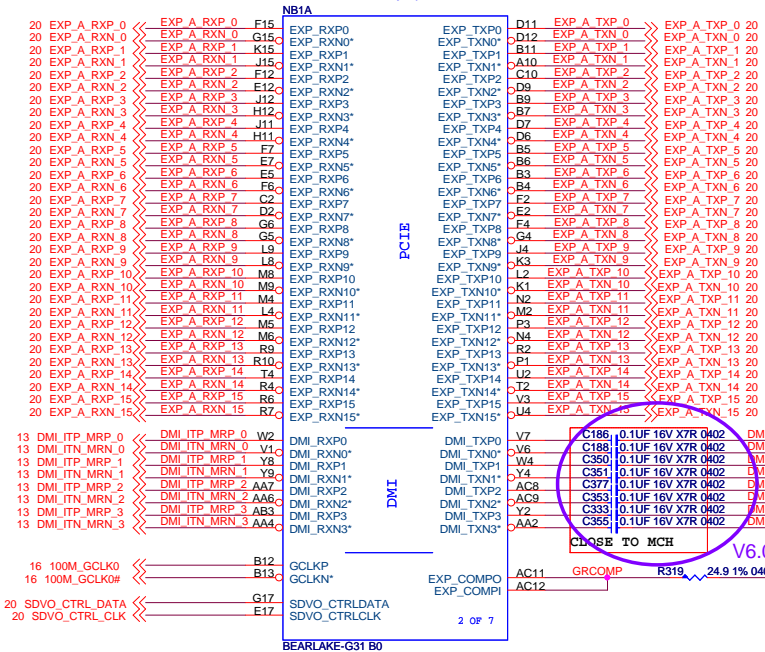 NB1A
20 EXP_A_RXP_0 EXP_A_RXP_0 F15 EXP_RXP0 EXP_TXP0 D11 EXP_A_TXP_0 EXP_A_TXP_0 20
20 EXP_A_RXN_0 EXP_A_RXN_0 G15 EXP_RXN0* EXP_TXN0* D12 EXP_A_TXN_0 EXP_A_TXN_0 20
20 EXP_A_RXP_1 EXP_A_RXP_1 K15 EXP_RXP1 EXP_TXP1 B11 EXP_A_TXP_1 EXP_A_TXP_1 20
20 EXP_A_RXN_1 EXP_A_RXN_1 J15 EXP_RXN1* EXP_TXN1* A10 EXP_A_TXN_1 EXP_A_TXN_1 20
20 EXP_A_RXP_2 EXP_A_RXP_2 F12 EXP_RXP2 EXP_TXP2 C10 EXP_A_TXP_2 EXP_A_TXP_2 20
20 EXP_A_RXN_2 EXP_A_RXN_2 E12 EXP_RXN2* EXP_TXN2* D9 EXP_A_TXN_2 EXP_A_TXN_2 20
20 EXP_A_RXP_3 EXP_A_RXP_3 J12 EXP_RXP3 EXP_TXP3 B9 EXP_A_TXP_3 EXP_A_TXP_3 20
20 EXP_A_RXN_3 EXP_A_RXN_3 H12 EXP_RXN3* EXP_TXN3* B7 EXP_A_TXN_3 EXP_A_TXN_3 20
20 EXP_A_RXP_4 EXP_A_RXP_4 J11 EXP_RXP4 EXP_TXP4 D7 EXP_A_TXP_4 EXP_A_TXP_4 20
20 EXP_A_RXN_4 EXP_A_RXN_4 H11 EXP_RXN4* EXP_TXN4* D6 EXP_A_TXN_4 EXP_A_TXN_4 20
20 EXP_A_RXP_5 EXP_A_RXP_5 F7 EXP_RXP5 EXP_TXP5 B5 EXP_A_TXP_5 EXP_A_TXP_5 20
20 EXP_A_RXN_5 EXP_A_RXN_5 E7 EXP_RXN5* EXP_TXN5* B6 EXP_A_TXN_5 EXP_A_TXN_5 20
20 EXP_A_RXP_6 EXP_A_RXP_6 E5 EXP_RXP6 EXP_TXP6 B3 EXP_A_TXP_6 EXP_A_TXP_6 20
20 EXP_A_RXN_6 EXP_A_RXN_6 F6 EXP_RXN6* EXP_TXN6* B4 EXP_A_TXN_6 EXP_A_TXN_6 20
20 EXP_A_RXP_7 EXP_A_RXP_7 C2 EXP_RXP7 EXP_TXP7 F2 EXP_A_TXP_7 EXP_A_TXP_7 20
20 EXP_A_RXN_7 EXP_A_RXN_7 D2 EXP_RXN7* EXP_TXN7* E2 EXP_A_TXN_7 EXP_A_TXN_7 20
20 EXP_A_RXP_8 EXP_A_RXP_8 G6 EXP_RXP8 EXP_TXP8 F4 EXP_A_TXP_8 EXP_A_TXP_8 20
20 EXP_A_RXN_8 EXP_A_RXN_8 G5 EXP_RXN8* EXP_TXN8* G4 EXP_A_TXN_8 EXP_A_TXN_8 20
PCIE
20 EXP_A_RXP_9 EXP_A_RXP_9 L9 EXP_RXP9 EXP_TXP9 J4 EXP_A_TXP_9 EXP_A_TXP_9 20
20 EXP_A_RXN_9 EXP_A_RXN_9 L8 EXP_RXN9* EXP_TXN9* K3 EXP_A_TXN_9 EXP_A_TXN_9 20
20 EXP_A_RXP_10 EXP_A_RXP_10 M8 EXP_RXP10 EXP_TXP10 L2 EXP_A_TXP_10 EXP_A_TXP_10 20
20 EXP_A_RXN_10 EXP_A_RXN_10 M9 EXP_RXN10* EXP_TXN10* K1 EXP_A_TXN_10 EXP_A_TXN_10 20
20 EXP_A_RXP_11 EXP_A_RXP_11 M4 EXP_RXP11 EXP_TXP11 N2 EXP_A_TXP_11 EXP_A_TXP_11 20
20 EXP_A_RXN_11 EXP_A_RXN_11 L4 EXP_RXN11* EXP_TXN11* M2 EXP_A_TXN_11 EXP_A_TXN_11 20
20 EXP_A_RXP_12 EXP_A_RXP_12 M5 EXP_RXP12 EXP_TXP12 P3 EXP_A_TXP_12 EXP_A_TXP_12 20
20 EXP_A_RXN_12 EXP_A_RXN_12 M6 EXP_RXN12* EXP_TXN12* N4 EXP_A_TXN_12 EXP_A_TXN_12 20
20 EXP_A_RXP_13 EXP_A_RXP_13 R9 EXP_RXP13 EXP_TXP13 R2 EXP_A_TXP_13 EXP_A_TXP_13 20
20 EXP_A_RXN_13 EXP_A_RXN_13 R10 EXP_RXN13* EXP_TXN13* P1 EXP_A_TXN_13 EXP_A_TXN_13 20
20 EXP_A_RXP_14 EXP_A_RXP_14 T4 EXP_RXP14 EXP_TXP14 U2 EXP_A_TXP_14 EXP_A_TXP_14 20
20 EXP_A_RXN_14 EXP_A_RXN_14 R4 EXP_RXN14* EXP_TXN14* T2 EXP_A_TXN_14 EXP_A_TXN_14 20
20 EXP_A_RXP_15 EXP_A_RXP_15 R6 EXP_RXP15 EXP_TXP15 V3 EXP_A_TXP_15 EXP_A_TXP_15 20
20 EXP_A_RXN_15 EXP_A_RXN_15 R7 EXP_RXN15* EXP_TXN15* U4 EXP_A_TXN_15 EXP_A_TXN_15 20
13 DMI_ITP_MRP_0 DMI_ITP_MRP_0 W2 DMI_RXP0 DMI_TXP0 V7 C186 0.1UF 16V X7R 0402
13 DMI_ITN_MRN_0 DMI_ITN_MRN_0 V1 DMI_RXN0* DMI_TXN0* V6 C188 0.1UF 16V X7R 0402
13 DMI_ITP_MRP_1 DMI_ITP_MRP_1 Y8 DMI_RXP1 DMI_TXP1 W4 C350 0.1UF 16V X7R 0402
13 DMI_ITN_MRN_1 DMI_ITN_MRN_1 Y9 DMI_RXN1* DMI_TXN1* Y4 C351 0.1UF 16V X7R 0402
DMI
13 DMI_ITP_MRP_2 DMI_ITP_MRP_2 AA7 DMI_RXP2 DMI_TXP2 AC8 C377 0.1UF 16V X7R 0402
13 DMI_ITN_MRN_2 DMI_ITN_MRN_2 AA6 DMI_RXN2* DMI_TXN2* AC9 C353 0.1UF 16V X7R 0402
13 DMI_ITP_MRP_3 DMI_ITP_MRP_3 AB3 DMI_RXP3 DMI_TXP3 Y2 C333 0.1UF 16V X7R 0402
13 DMI_ITN_MRN_3 DMI_ITN_MRN_3 AA4 DMI_RXN3* DMI_TXN3* AA2 C355 0.1UF 16V X7R 0402
CLOSE TO MCH
V6.0
16 100M_GCLK0 B12 GCLKP
16 100M_GCLK0# B13 GCLKN* EXP_COMPO AC11 GRCOMP R319 24.9 1%
EXP_COMPI AC12
20 SDVO_CTRL_DATA G17 SDVO_CTRLDATA
20 SDVO_CTRL_CLK E17 SDVO_CTRLCLK
2 OF 7
BEARLAKE-G31 B0